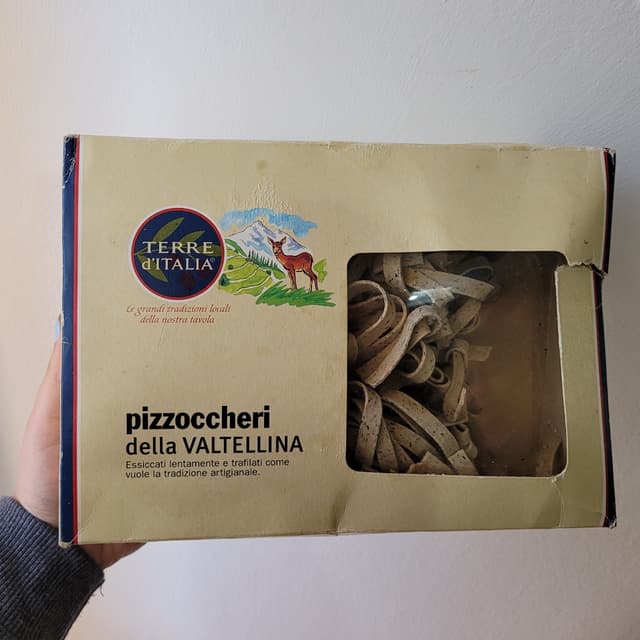 TERRE
d'ITALIA®
Le grandi tradizioni locali
della nostra tavola
pizzoccheri
della VALTELLINA
Essiccati lentamente e trafilati come
vuole la tradizione artigianale.